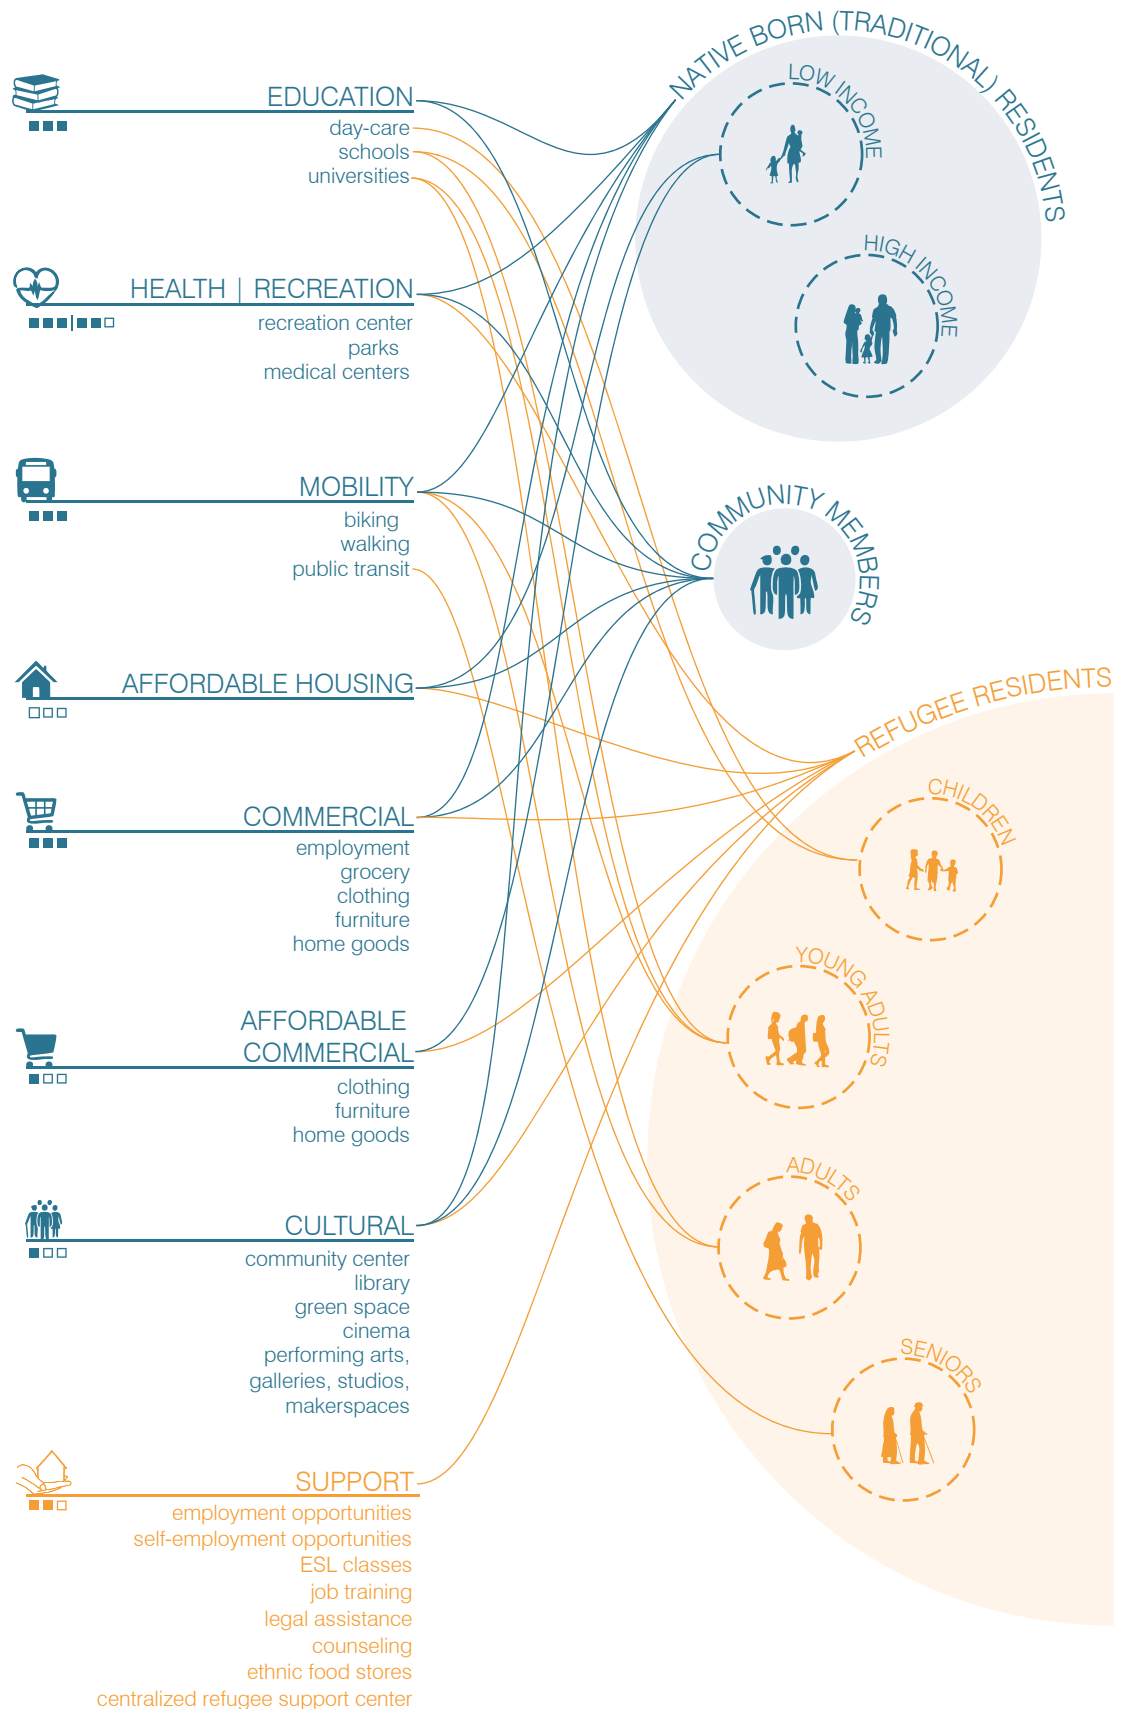 EDUCATION
day-care
schools
universities
HEALTH | RECREATION
recreation center
parks
medical centers
MOBILITY
biking
walking
public transit
AFFORDABLE HOUSING
COMMERCIAL
employment
grocery
clothing
furniture
home goods
AFFORDABLE
COMMERCIAL
clothing
furniture
home goods
CULTURAL
community center
library
green space
cinema
performing arts,
galleries, studios,
makerspaces
SUPPORT
employment opportunities
self-employment opportunities
ESL classes
job training
legal assistance
counseling
ethnic food stores
centralized refugee support center
NATIVE BORN (TRADITIONAL) RESIDENTS
LOW INCOME
HIGH INCOME
COMMUNITY MEMBERS
REFUGEE RESIDENTS
CHILDREN
YOUNG ADULTS
ADULTS
SENIORS